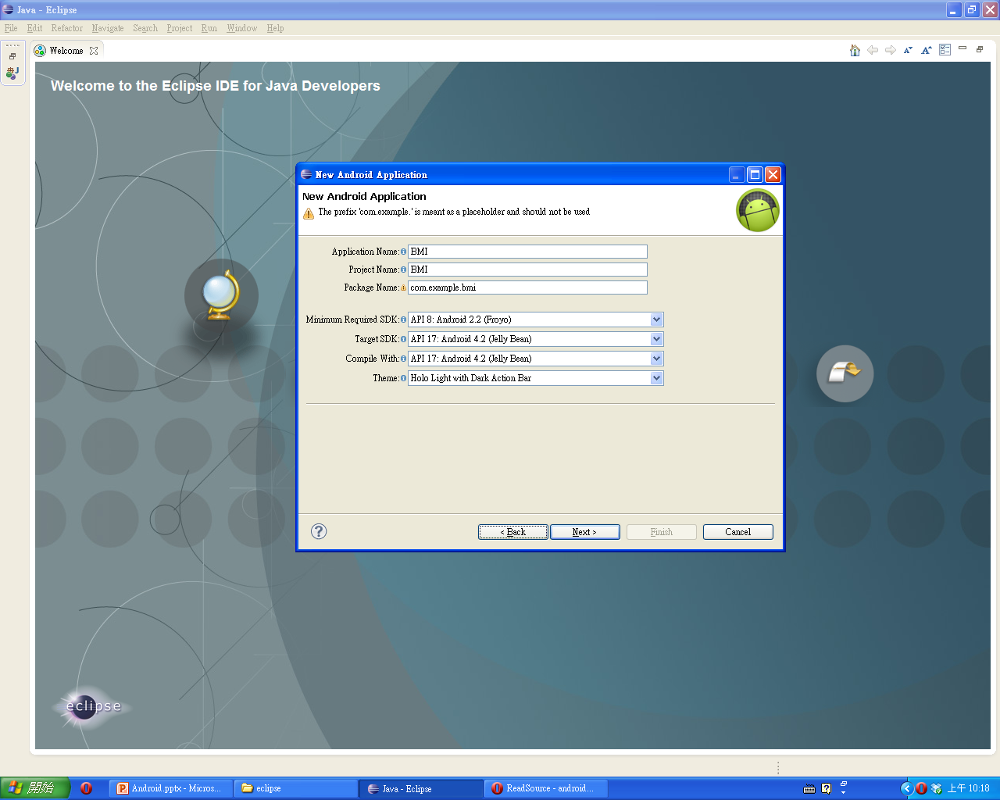 Java - Eclipse
File Edit Refactor Navigate Search Project Run Window Help
Welcome
Welcome to the Eclipse IDE for Java Developers
New Android Application
New Android Application
The prefix 'com.example.' is meant as a placeholder and should not be used
Application Name: BMI
Project Name: BMI
Package Name: com.example.bmi
Minimum Required SDK: API 8: Android 2.2 (Froyo)
Target SDK: API 17: Android 4.2 (Jelly Bean)
Compile With: API 17: Android 4.2 (Jelly Bean)
Theme: Holo Light with Dark Action Bar
< Back Next > Finish Cancel
eclipse
開始 Android.pptx - Micros... eclipse Java - Eclipse ReadSource - android... 上午 10:18